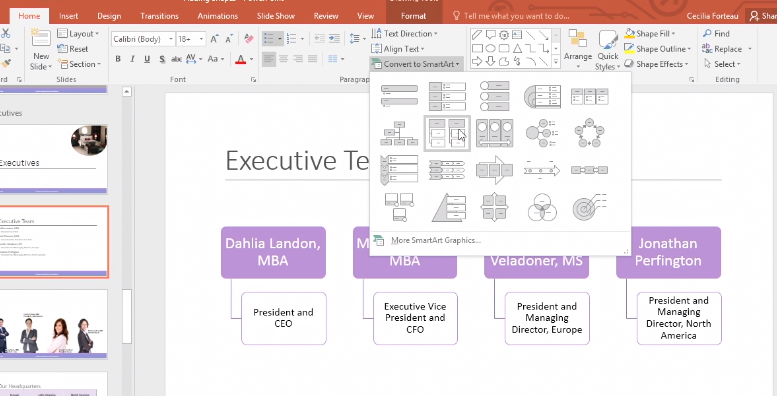 Home Insert Design Transitions Animations Slide Show Review View Format Tell me what you want to do... Cecilia Forteau
Layout Calibri (Body) 18+ Text Direction Shape Fill Find
Reset Align Text Shape Outline Replace
New Slide Section B I U S abc AV Aa A Convert to SmartArt Arrange Quick Styles Shape Effects Select
Slides Font Paragraph Editing
More SmartArt Graphics...
Executive Te
Dahlia Landon,
MBA
MBA
Veladoner, MS
Jonathan
Perfington
President and
CEO
Executive Vice
President and
CFO
President and
Managing
Director, Europe
President and
Managing
Director, North
America
Executives
Executive Team
Our Headquarters